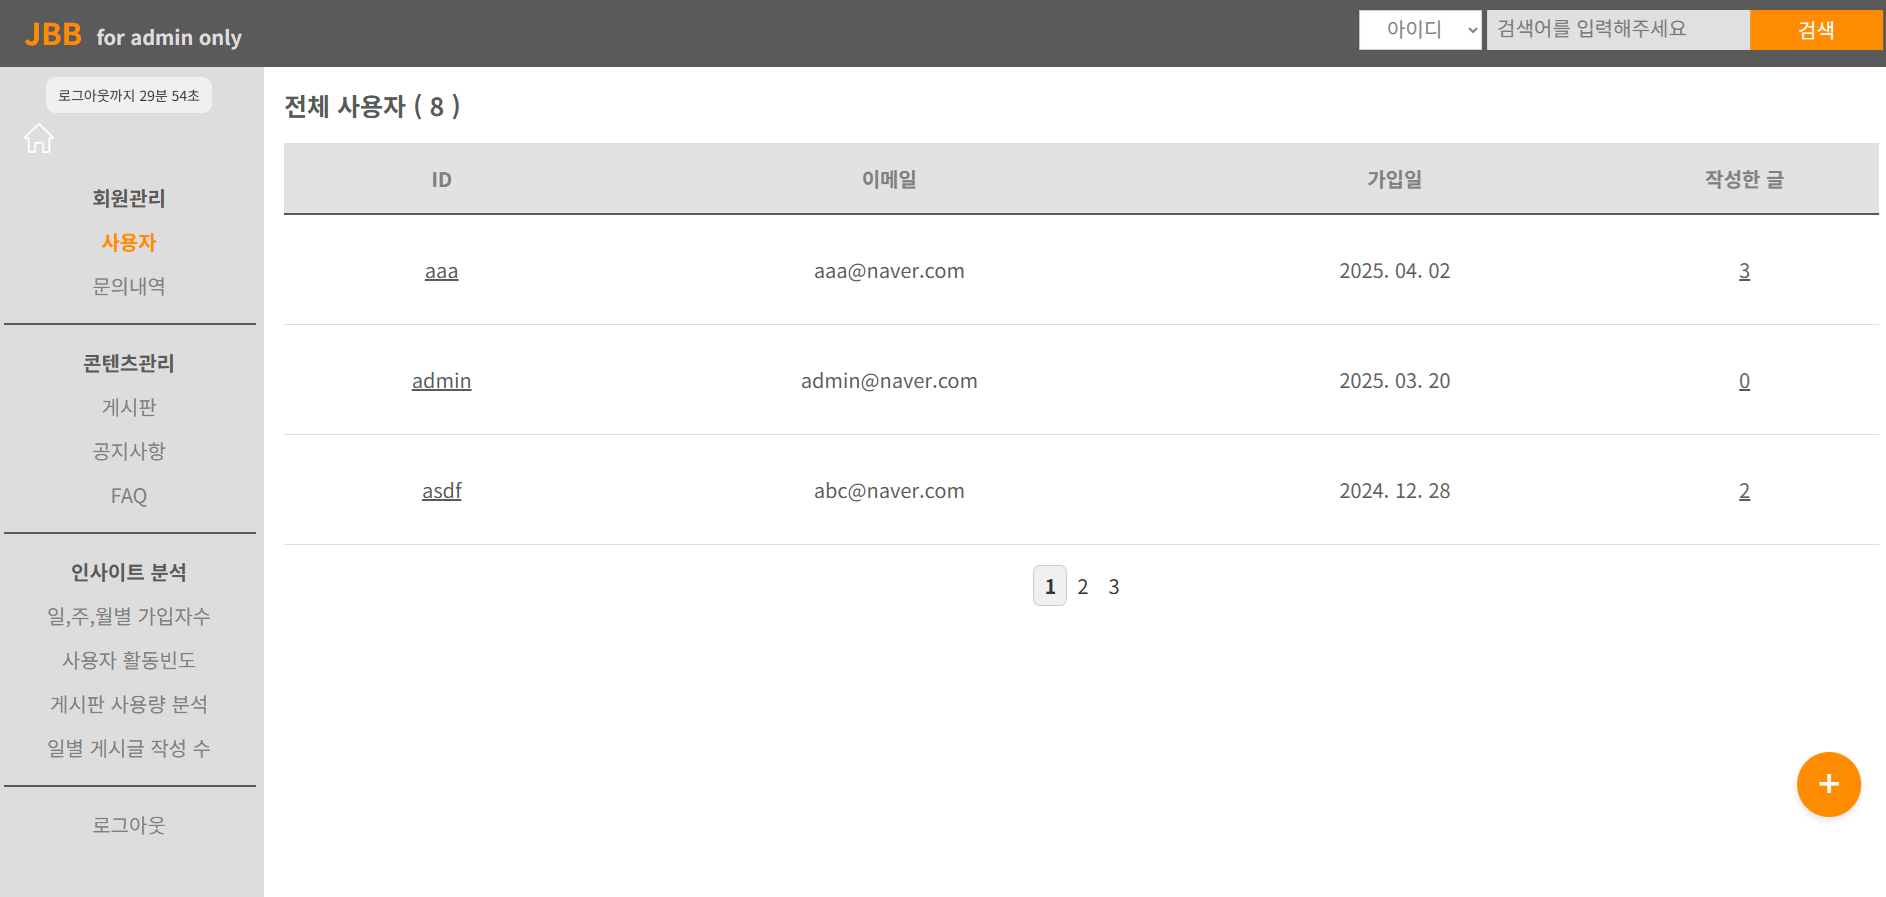 JBB for admin only
아이디
검색어를 입력해주세요
검색
로그아웃까지 29분 54초
회원관리
사용자
문의내역
콘텐츠관리
게시판
공지사항
FAQ
인사이트 분석
일,주,월별 가입자수
사용자 활동빈도
게시판 사용량 분석
일별 게시글 작성 수
로그아웃
전체 사용자 ( 8 )
ID 이메일 가입일 작성한 글
aaa aaa@naver.com 2025. 04. 02 3
admin admin@naver.com 2025. 03. 20 0
asdf abc@naver.com 2024. 12. 28 2
1 2 3
+